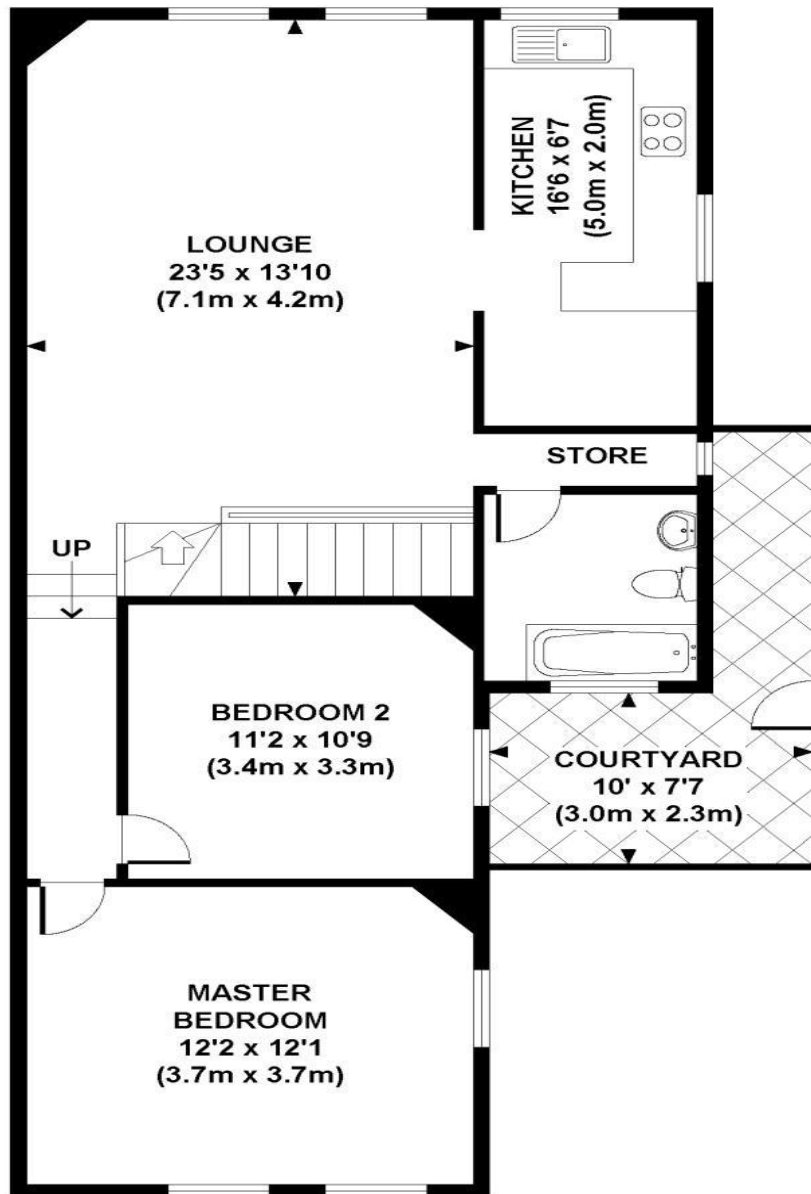 KITCHEN
16'6 x 6'7
(5.0m x 2.0m)
LOUNGE
23'5 x 13'10
(7.1m x 4.2m)
STORE
UP
BEDROOM 2
11'2 x 10'9
(3.4m x 3.3m)
COURTYARD
10' x 7'7
(3.0m x 2.3m)
MASTER
BEDROOM
12'2 x 12'1
(3.7m x 3.7m)